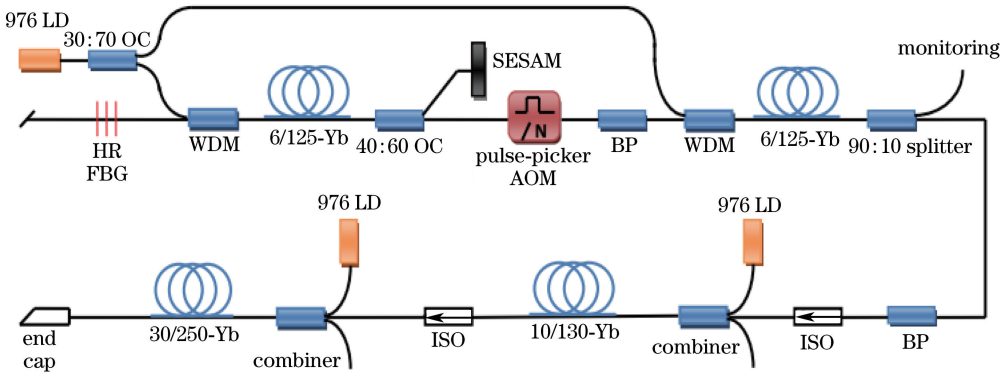 976 LD
30:70 OC
SESAM
monitoring
HR
FBG
WDM
6/125-Yb
40:60 OC
/N
pulse-picker
AOM
BP
WDM
6/125-Yb
90:10 splitter
976 LD
976 LD
end
cap
30/250-Yb
combiner
ISO
10/130-Yb
combiner
ISO
BP